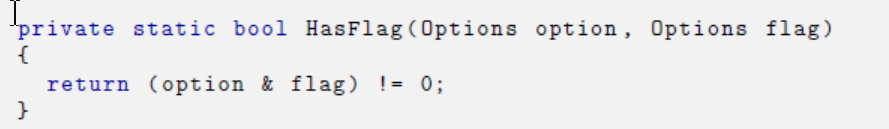 private static bool HasFlag(Options option, Options flag)
{
  return (option & flag) != 0;
}